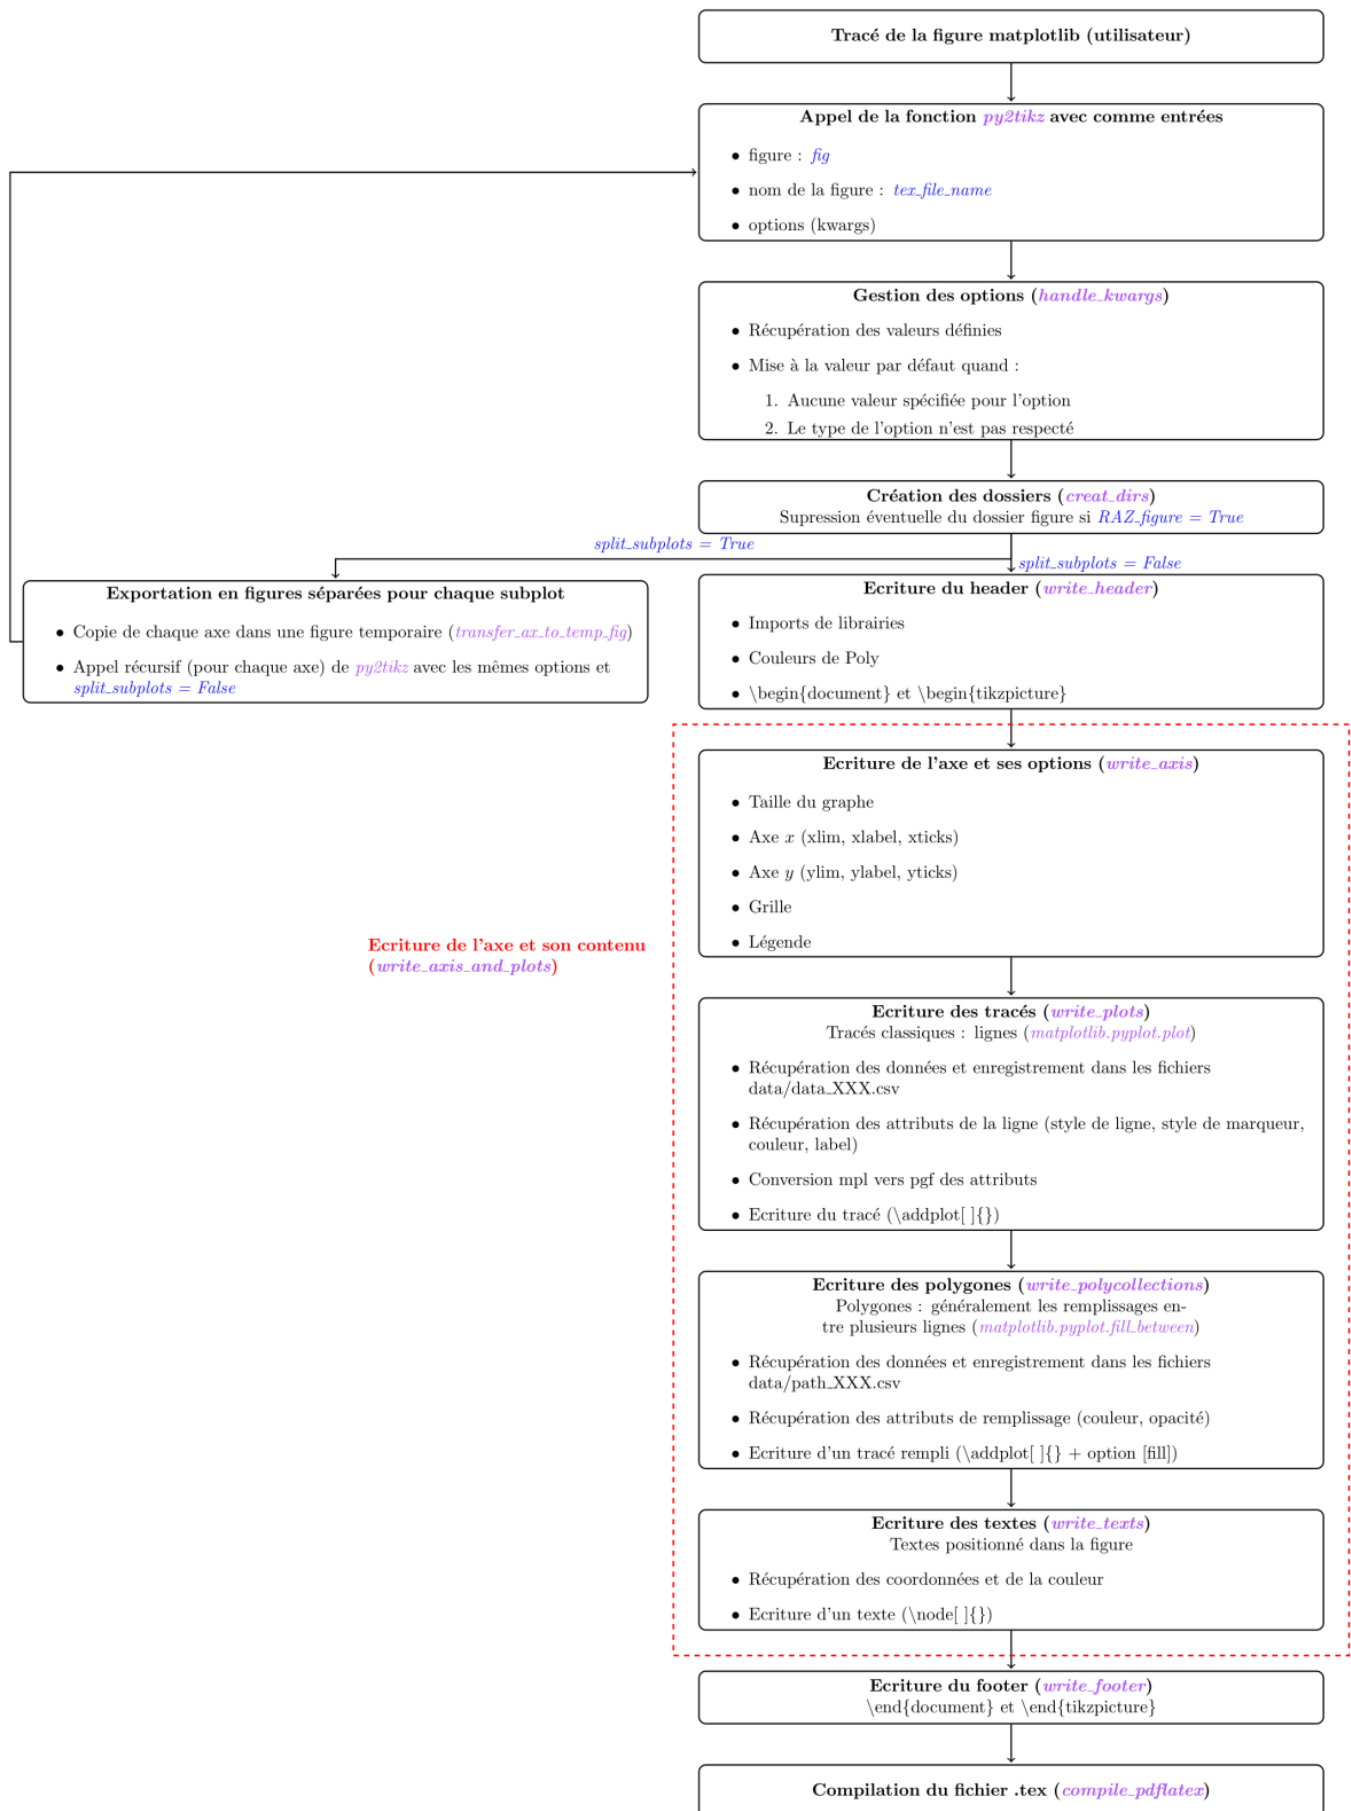 Tracé de la figure matplotlib (utilisateur)
Appel de la fonction py2tikz avec comme entrées
• figure : fig
• nom de la figure : tex_file_name
• options (kwargs)
Gestion des options (handle_kwargs)
• Récupération des valeurs définies
• Mise à la valeur par défaut quand :
1. Aucune valeur spécifiée pour l'option
2. Le type de l'option n'est pas respecté
Création des dossiers (creat_dirs)
Supression éventuelle du dossier figure si RAZ_figure = True
split_subplots = True
split_subplots = False
Exportation en figures séparées pour chaque subplot
• Copie de chaque axe dans une figure temporaire (transfer_ax_to_temp_fig)
• Appel récursif (pour chaque axe) de py2tikz avec les mêmes options et
split_subplots = False
Ecriture du header (write_header)
• Imports de librairies
• Couleurs de Poly
• \begin{document} et \begin{tikzpicture}
Ecriture de l'axe et son contenu
(write_axis_and_plots)
Ecriture de l'axe et ses options (write_axis)
• Taille du graphe
• Axe x (xlim, xlabel, xticks)
• Axe y (ylim, ylabel, yticks)
• Grille
• Légende
Ecriture des tracés (write_plots)
Tracés classiques : lignes (matplotlib.pyplot.plot)
• Récupération des données et enregistrement dans les fichiers
data/data_XXX.csv
• Récupération des attributs de la ligne (style de ligne, style de marqueur,
couleur, label)
• Conversion mpl vers pgf des attributs
• Ecriture du tracé (\addplot[ ]{})
Ecriture des polygones (write_polycollections)
Polygones : généralement les remplissages en-
tre plusieurs lignes (matplotlib.pyplot.fill_between)
• Récupération des données et enregistrement dans les fichiers
data/path_XXX.csv
• Récupération des attributs de remplissage (couleur, opacité)
• Ecriture d'un tracé rempli (\addplot[ ]{} + option [fill])
Ecriture des textes (write_texts)
Textes positionné dans la figure
• Récupération des coordonnées et de la couleur
• Ecriture d'un texte (\node[ ]{})
Ecriture du footer (write_footer)
\end{document} et \end{tikzpicture}
Compilation du fichier .tex (compile_pdflatex)